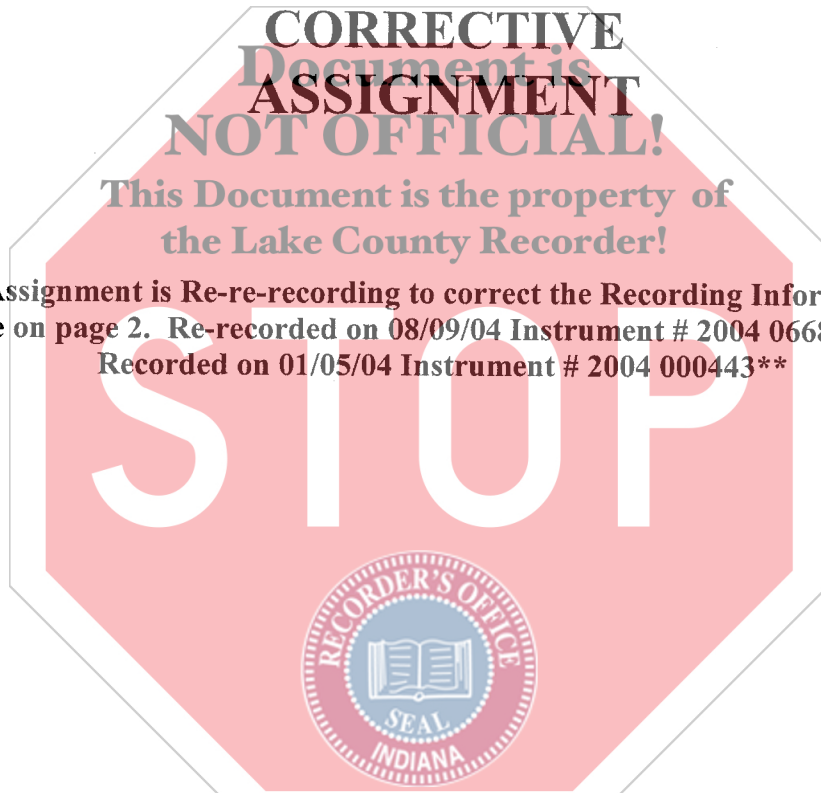 CORRECTIVE
Document is
ASSIGNMENT
NOT OFFICIAL!
This Document is the property of
the Lake County Recorder!
Assignment is Re-re-recording to correct the Recording Infor
e on page 2. Re-recorded on 08/09/04 Instrument # 2004 0668
Recorded on 01/05/04 Instrument # 2004 000443**
STOP
RECORDER'S OFFICE
SEAL
INDIANA